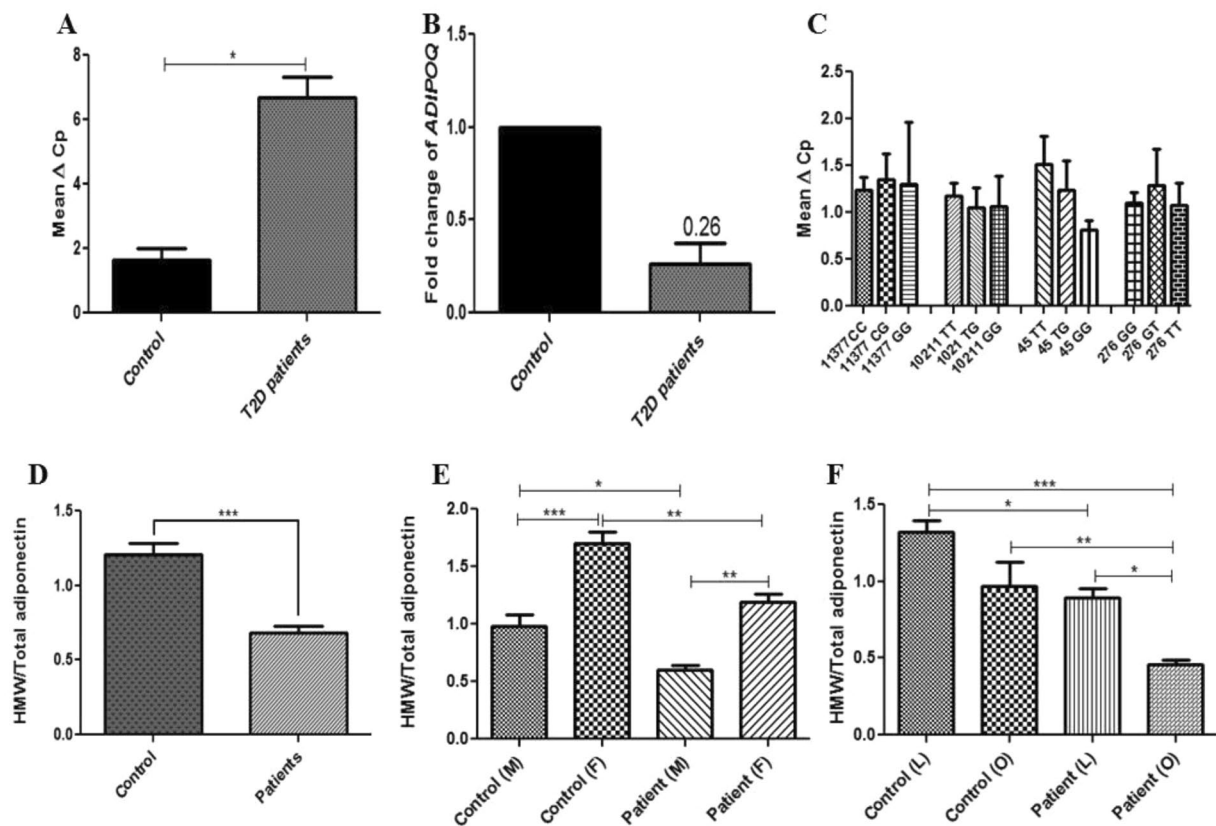 A
Mean Δ Cp
8
6
4
2
0
*
Control
T2D patients
B
Fold change of ADIPOQ
1.5
1.0
0.5
0.0
0.26
Control
T2D patients
C
Mean Δ Cp
2.5
2.0
1.5
1.0
0.5
0.0
11377CC
11377 CG
11377 GG
10211 TT
1021 TG
10211 GG
45 TT
45 TG
45 GG
276 GG
276 GT
276 TT
D
HMW/Total adiponectin
1.5
1.0
0.5
0.0
***
Control
Patients
E
HMW/Total adiponectin
2.0
1.5
1.0
0.5
0.0
*
***
**
**
Control (M)
Control (F)
Patient (M)
Patient (F)
F
HMW/Total adiponectin
1.5
1.0
0.5
0.0
***
*
**
*
Control (L)
Control (O)
Patient (L)
Patient (O)